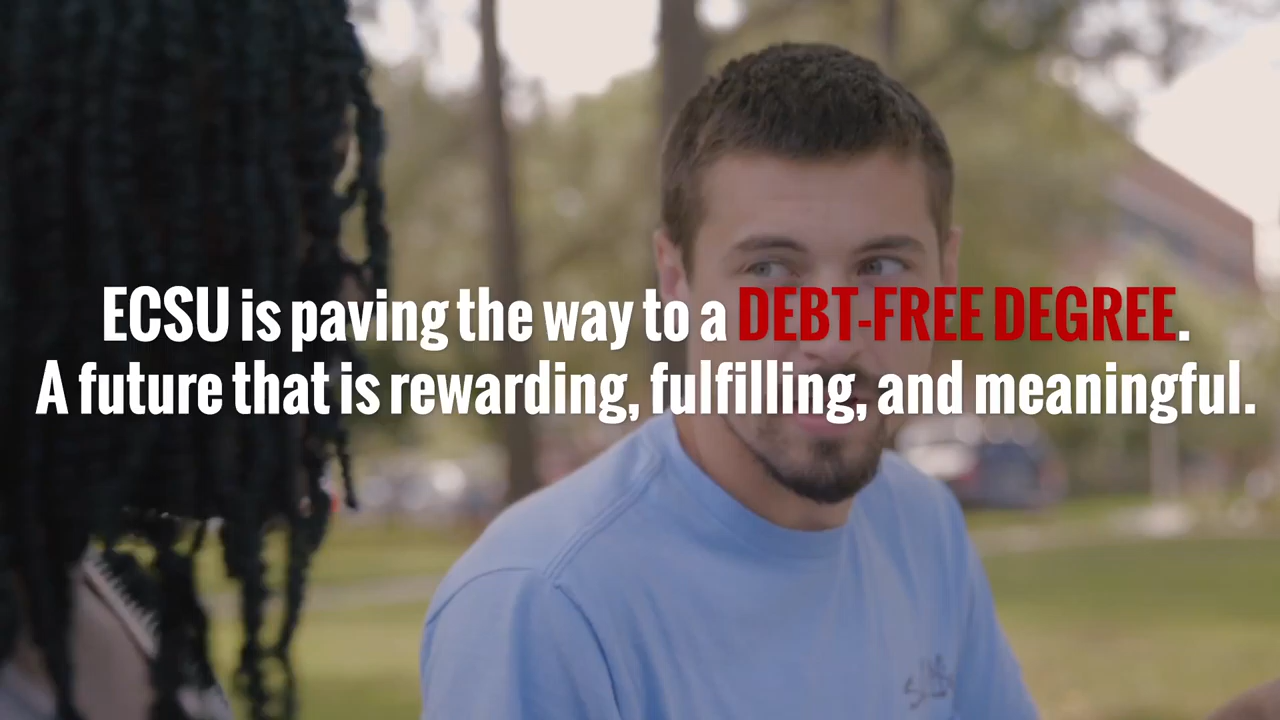 ECSU is paving the way to a DEBT-FREE DEGREE.
A future that is rewarding, fulfilling, and meaningful.